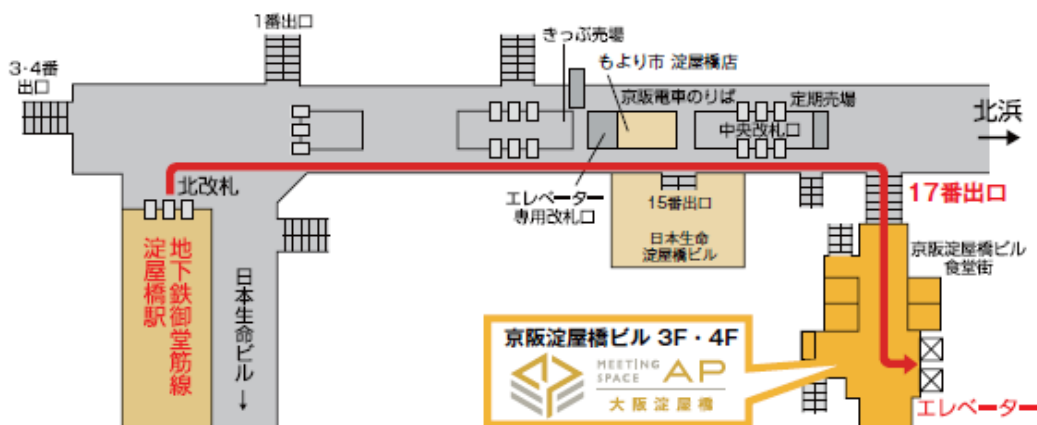 1番出口
きっぷ売場
もより市 淀屋橋店
3・4番
出口
京阪電車のりば
定期売場
北浜
中央改札口
北改札
エレベーター
専用改札口
15番出口
17番出口
日本生命
淀屋橋ビル
京阪淀屋橋ビル
食堂街
地下鉄御堂筋線
淀屋橋駅
日本生命ビル→
京阪淀屋橋ビル 3F・4F
MEETING
SPACE
AP
大阪淀屋橋
エレベーター